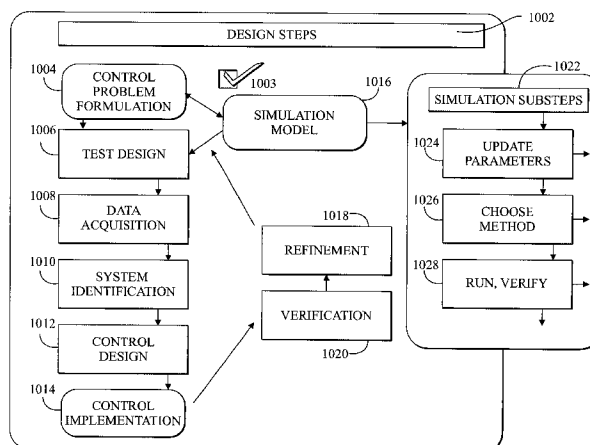 1002
DESIGN STEPS
1004
CONTROL
PROBLEM
FORMULATION
1003
1016
SIMULATION
MODEL
1006
TEST DESIGN
1008
DATA
ACQUISITION
1010
SYSTEM
IDENTIFICATION
1012
CONTROL
DESIGN
1014
CONTROL
IMPLEMENTATION
1018
REFINEMENT
VERIFICATION
1020
1022
SIMULATION SUBSTEPS
1024
UPDATE
PARAMETERS
1026
CHOOSE
METHOD
1028
RUN, VERIFY